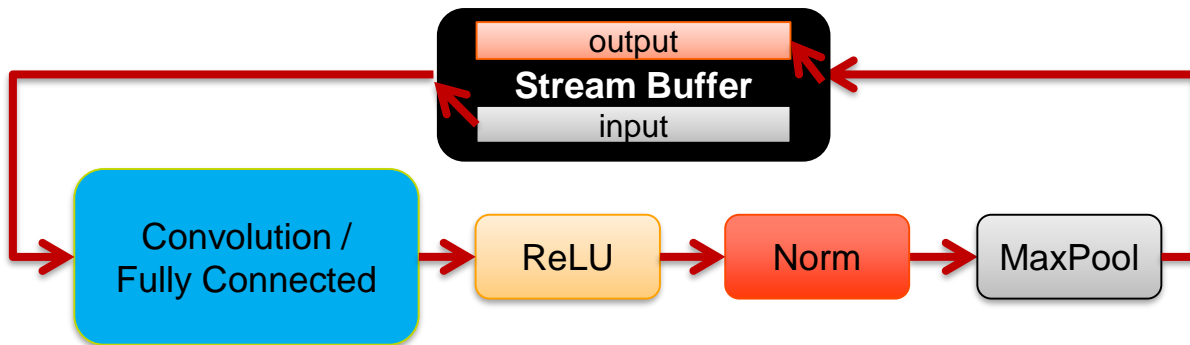 output
Stream Buffer
input
Convolution /
Fully Connected
ReLU
Norm
MaxPool